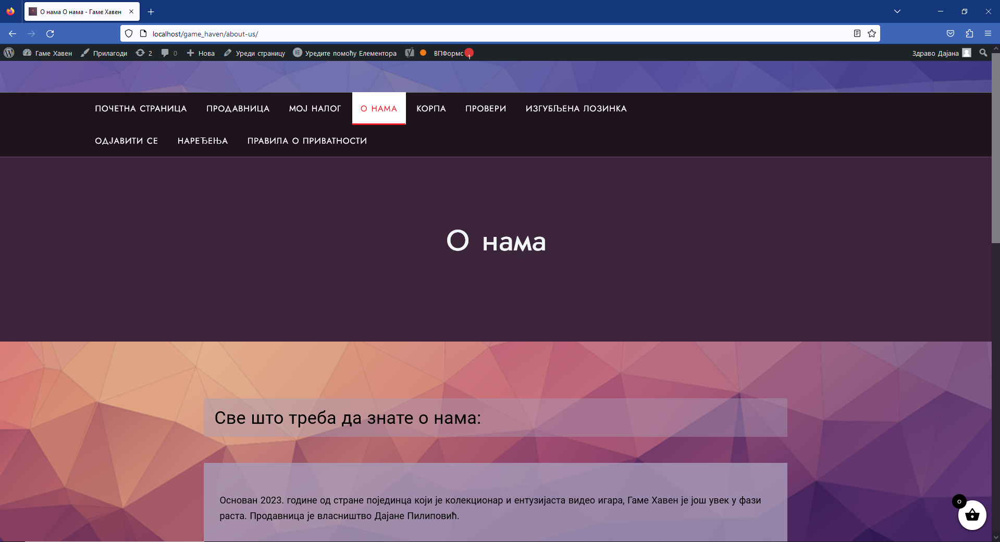 О нама О нама - Гаме Хавен
localhost/game_haven/about-us/
Гаме Хавен Прилагоди 2 0 Нова Уреди страницу Уредите помоћу Елементора ВПФормс 1 Здраво Дајана
ПОЧЕТНА СТРАНИЦА ПРОДАВНИЦА МОЈ НАЛОГ О НАМА КОРПА ПРОВЕРИ ИЗГУБЉЕНА ЛОЗИНКА
ОДЈАВИТИ СЕ НАРЕЂЕЊА ПРАВИЛА О ПРИВАТНОСТИ
О нама
Све што треба да знате о нама:
Основан 2023. године од стране појединца који је колекционар и ентузијаста видео игара, Гаме Хавен је још увек у фази
раста. Продавница је власништво Дајане Пилиповић.
0